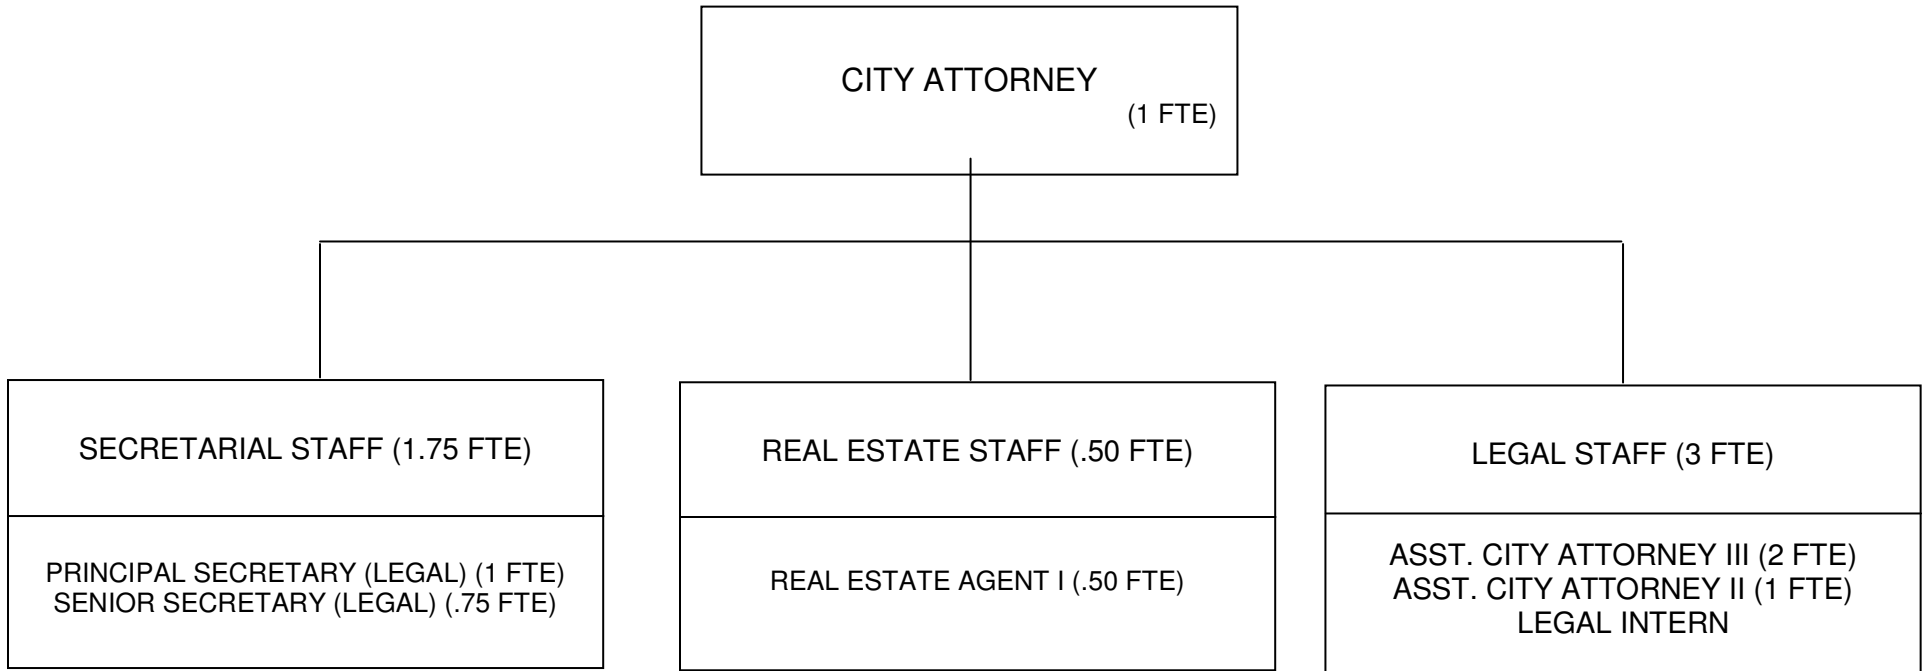 CITY ATTORNEY
(1 FTE)
SECRETARIAL STAFF (1.75 FTE)
PRINCIPAL SECRETARY (LEGAL) (1 FTE)
SENIOR SECRETARY (LEGAL) (.75 FTE)
REAL ESTATE STAFF (.50 FTE)
REAL ESTATE AGENT I (.50 FTE)
LEGAL STAFF (3 FTE)
ASST. CITY ATTORNEY III (2 FTE)
ASST. CITY ATTORNEY II (1 FTE)
LEGAL INTERN